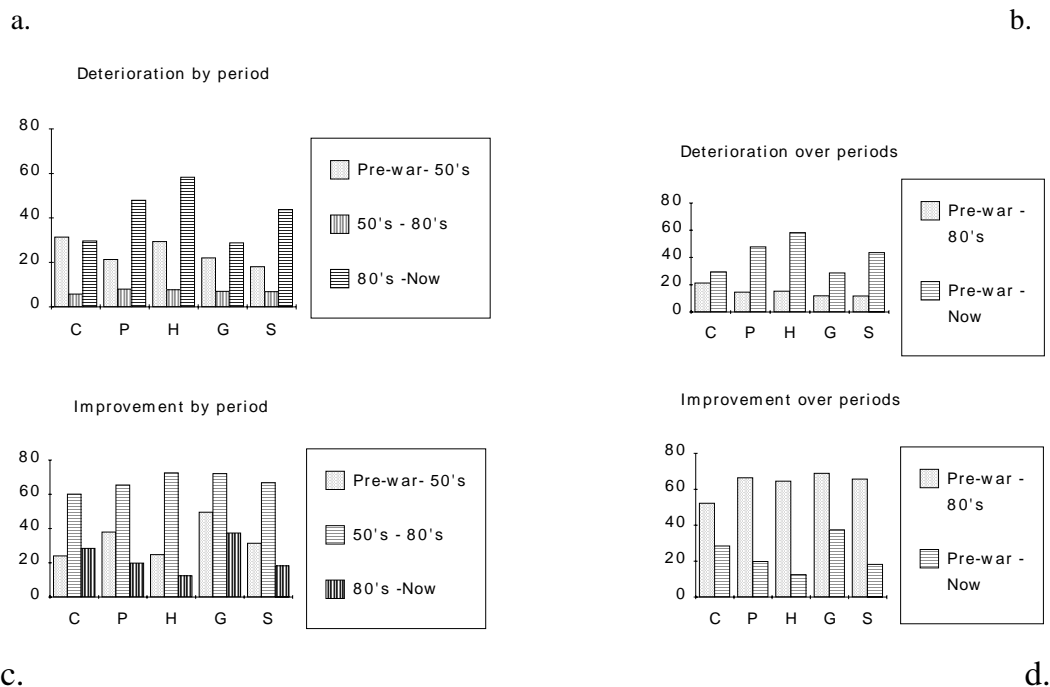 a.
b.
Deterioration by period
80
60
40
20
0
C P H G S
Pre-war- 50's
50's - 80's
80's -Now
Deterioration over periods
80
60
40
20
0
C P H G S
Pre-war -
80's
Pre-war -
Now
Improvement by period
80
60
40
20
0
C P H G S
Pre-war- 50's
50's - 80's
80's -Now
Improvement over periods
80
60
40
20
0
C P H G S
Pre-war -
80's
Pre-war -
Now
c.
d.